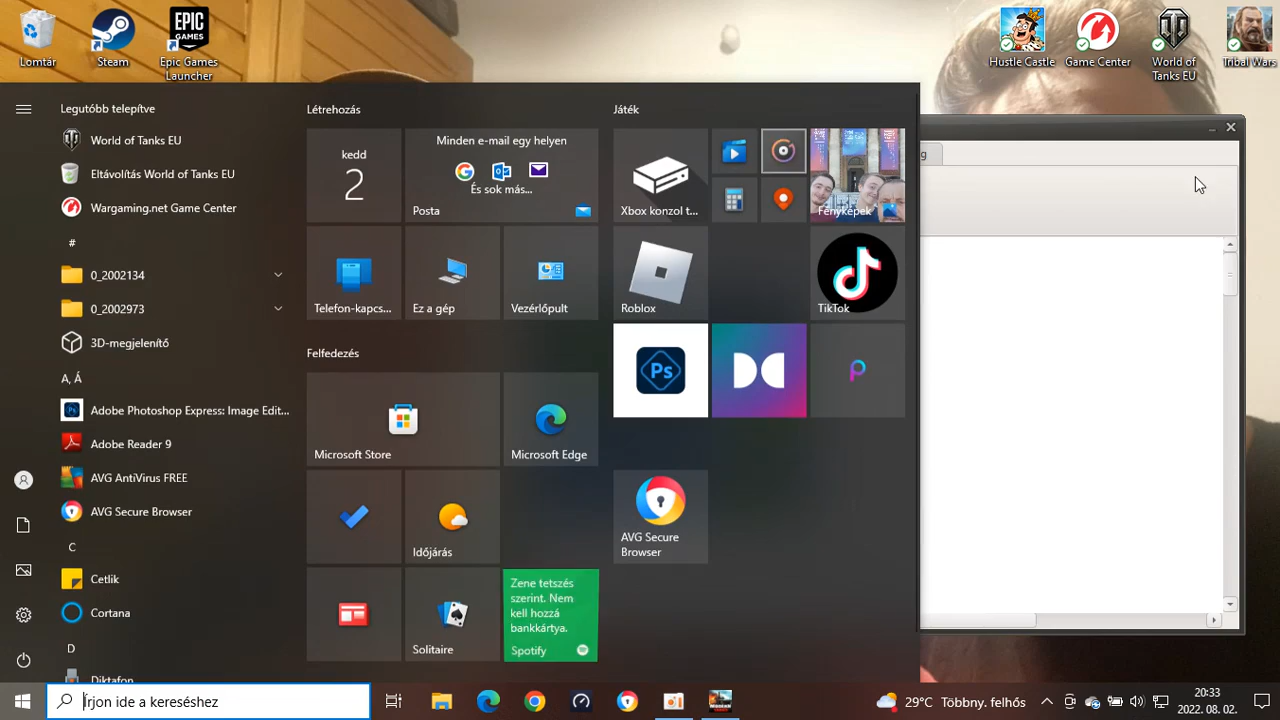 Lomtár
Steam
EPIC
GAMES
Epic Games
Launcher
Hustle Castle
Game Center
World of
Tanks EU
Tribal Wars
Legutóbb telepítve
World of Tanks EU
Eltávolítás World of Tanks EU
Wargaming.net Game Center
#
0_2002134
0_2002973
3D-megjelenítő
A, Á
Adobe Photoshop Express: Image Edit...
Adobe Reader 9
AVG AntiVirus FREE
AVG Secure Browser
C
Cetlik
Cortana
D
Diktafon
Létrehozás
kedd
2
Minden e-mail egy helyen
És sok más...
Posta
Telefon-kapcs...
Ez a gép
Vezérlőpult
Felfedezés
Microsoft Store
Microsoft Edge
Időjárás
Solitaire
Zene tetszés
szerint. Nem
kell hozzá
bankkártya.
Spotify
Játék
Xbox konzol t...
Fényképek
Roblox
TikTok
Ps
AVG Secure
Browser
g
Írjon ide a kereséshez
29°C Többny. felhős
20:33
2022. 08. 02.